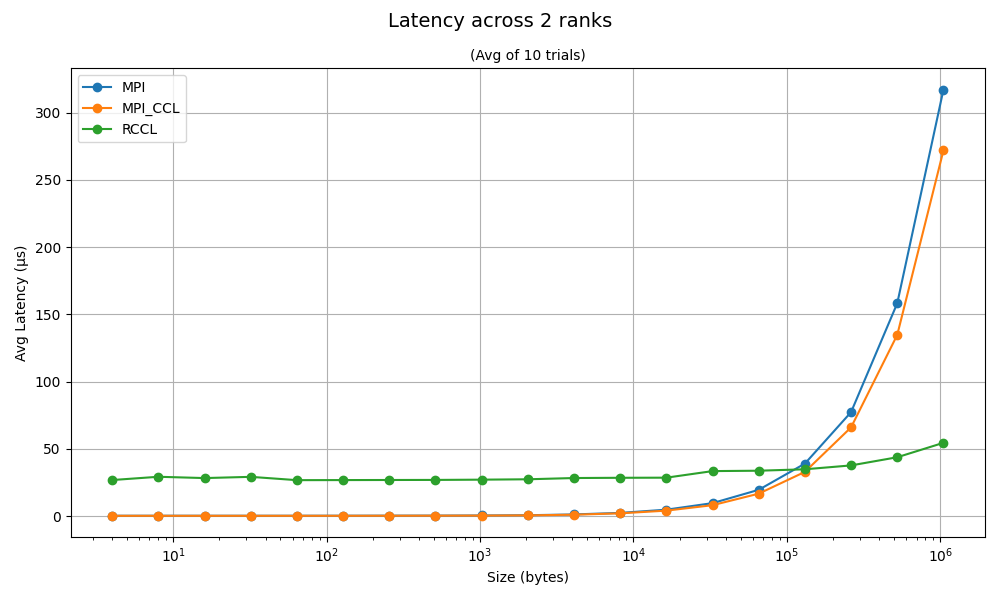 Latency across 2 ranks
(Avg of 10 trials)
MPI
MPI_CCL
RCCL
Avg Latency (µs)
300
250
200
150
100
50
0
10¹ 10² 10³ 10⁴ 10⁵ 10⁶
Size (bytes)